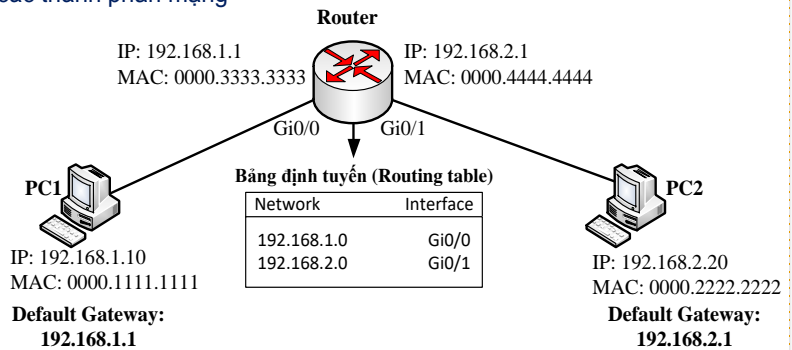 các thành phần mạng
Router
IP: 192.168.1.1
MAC: 0000.3333.3333
IP: 192.168.2.1
MAC: 0000.4444.4444
Gi0/0
Gi0/1
Bảng định tuyến (Routing table)
Network Interface
192.168.1.0 Gi0/0
192.168.2.0 Gi0/1
PC1
IP: 192.168.1.10
MAC: 0000.1111.1111
Default Gateway:
192.168.1.1
PC2
IP: 192.168.2.20
MAC: 0000.2222.2222
Default Gateway:
192.168.2.1